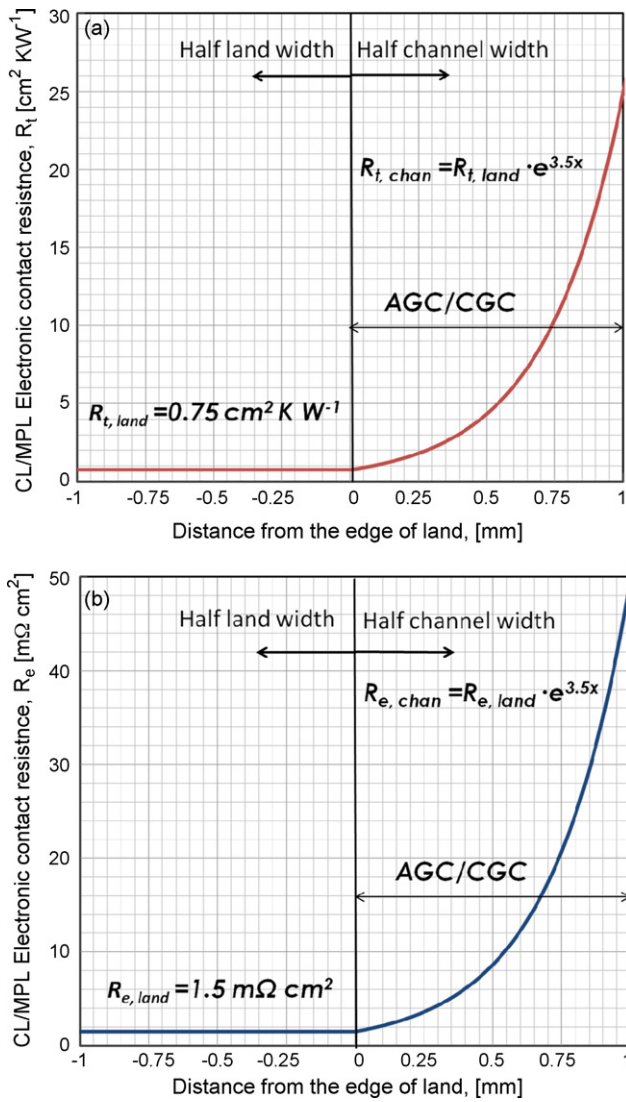 (a)
30
25
20
15
10
5
0
CL/MPL Electronic contact resistnce, R_t [cm² KW⁻¹]
Half land width
Half channel width
R_t, chan =R_t, land ·e^3.5x
AGC/CGC
R_t, land =0.75 cm² K W⁻¹
-1 -0.75 -0.5 -0.25 0 0.25 0.5 0.75 1
Distance from the edge of land, [mm]
(b)
50
40
30
20
10
0
CL/MPL Electronic contact resistnce, R_e [mΩ cm²]
Half land width
Half channel width
R_e, chan =R_e, land ·e^3.5x
AGC/CGC
R_e, land =1.5 mΩ cm²
-1 -0.75 -0.5 -0.25 0 0.25 0.5 0.75 1
Distance from the edge of land, [mm]